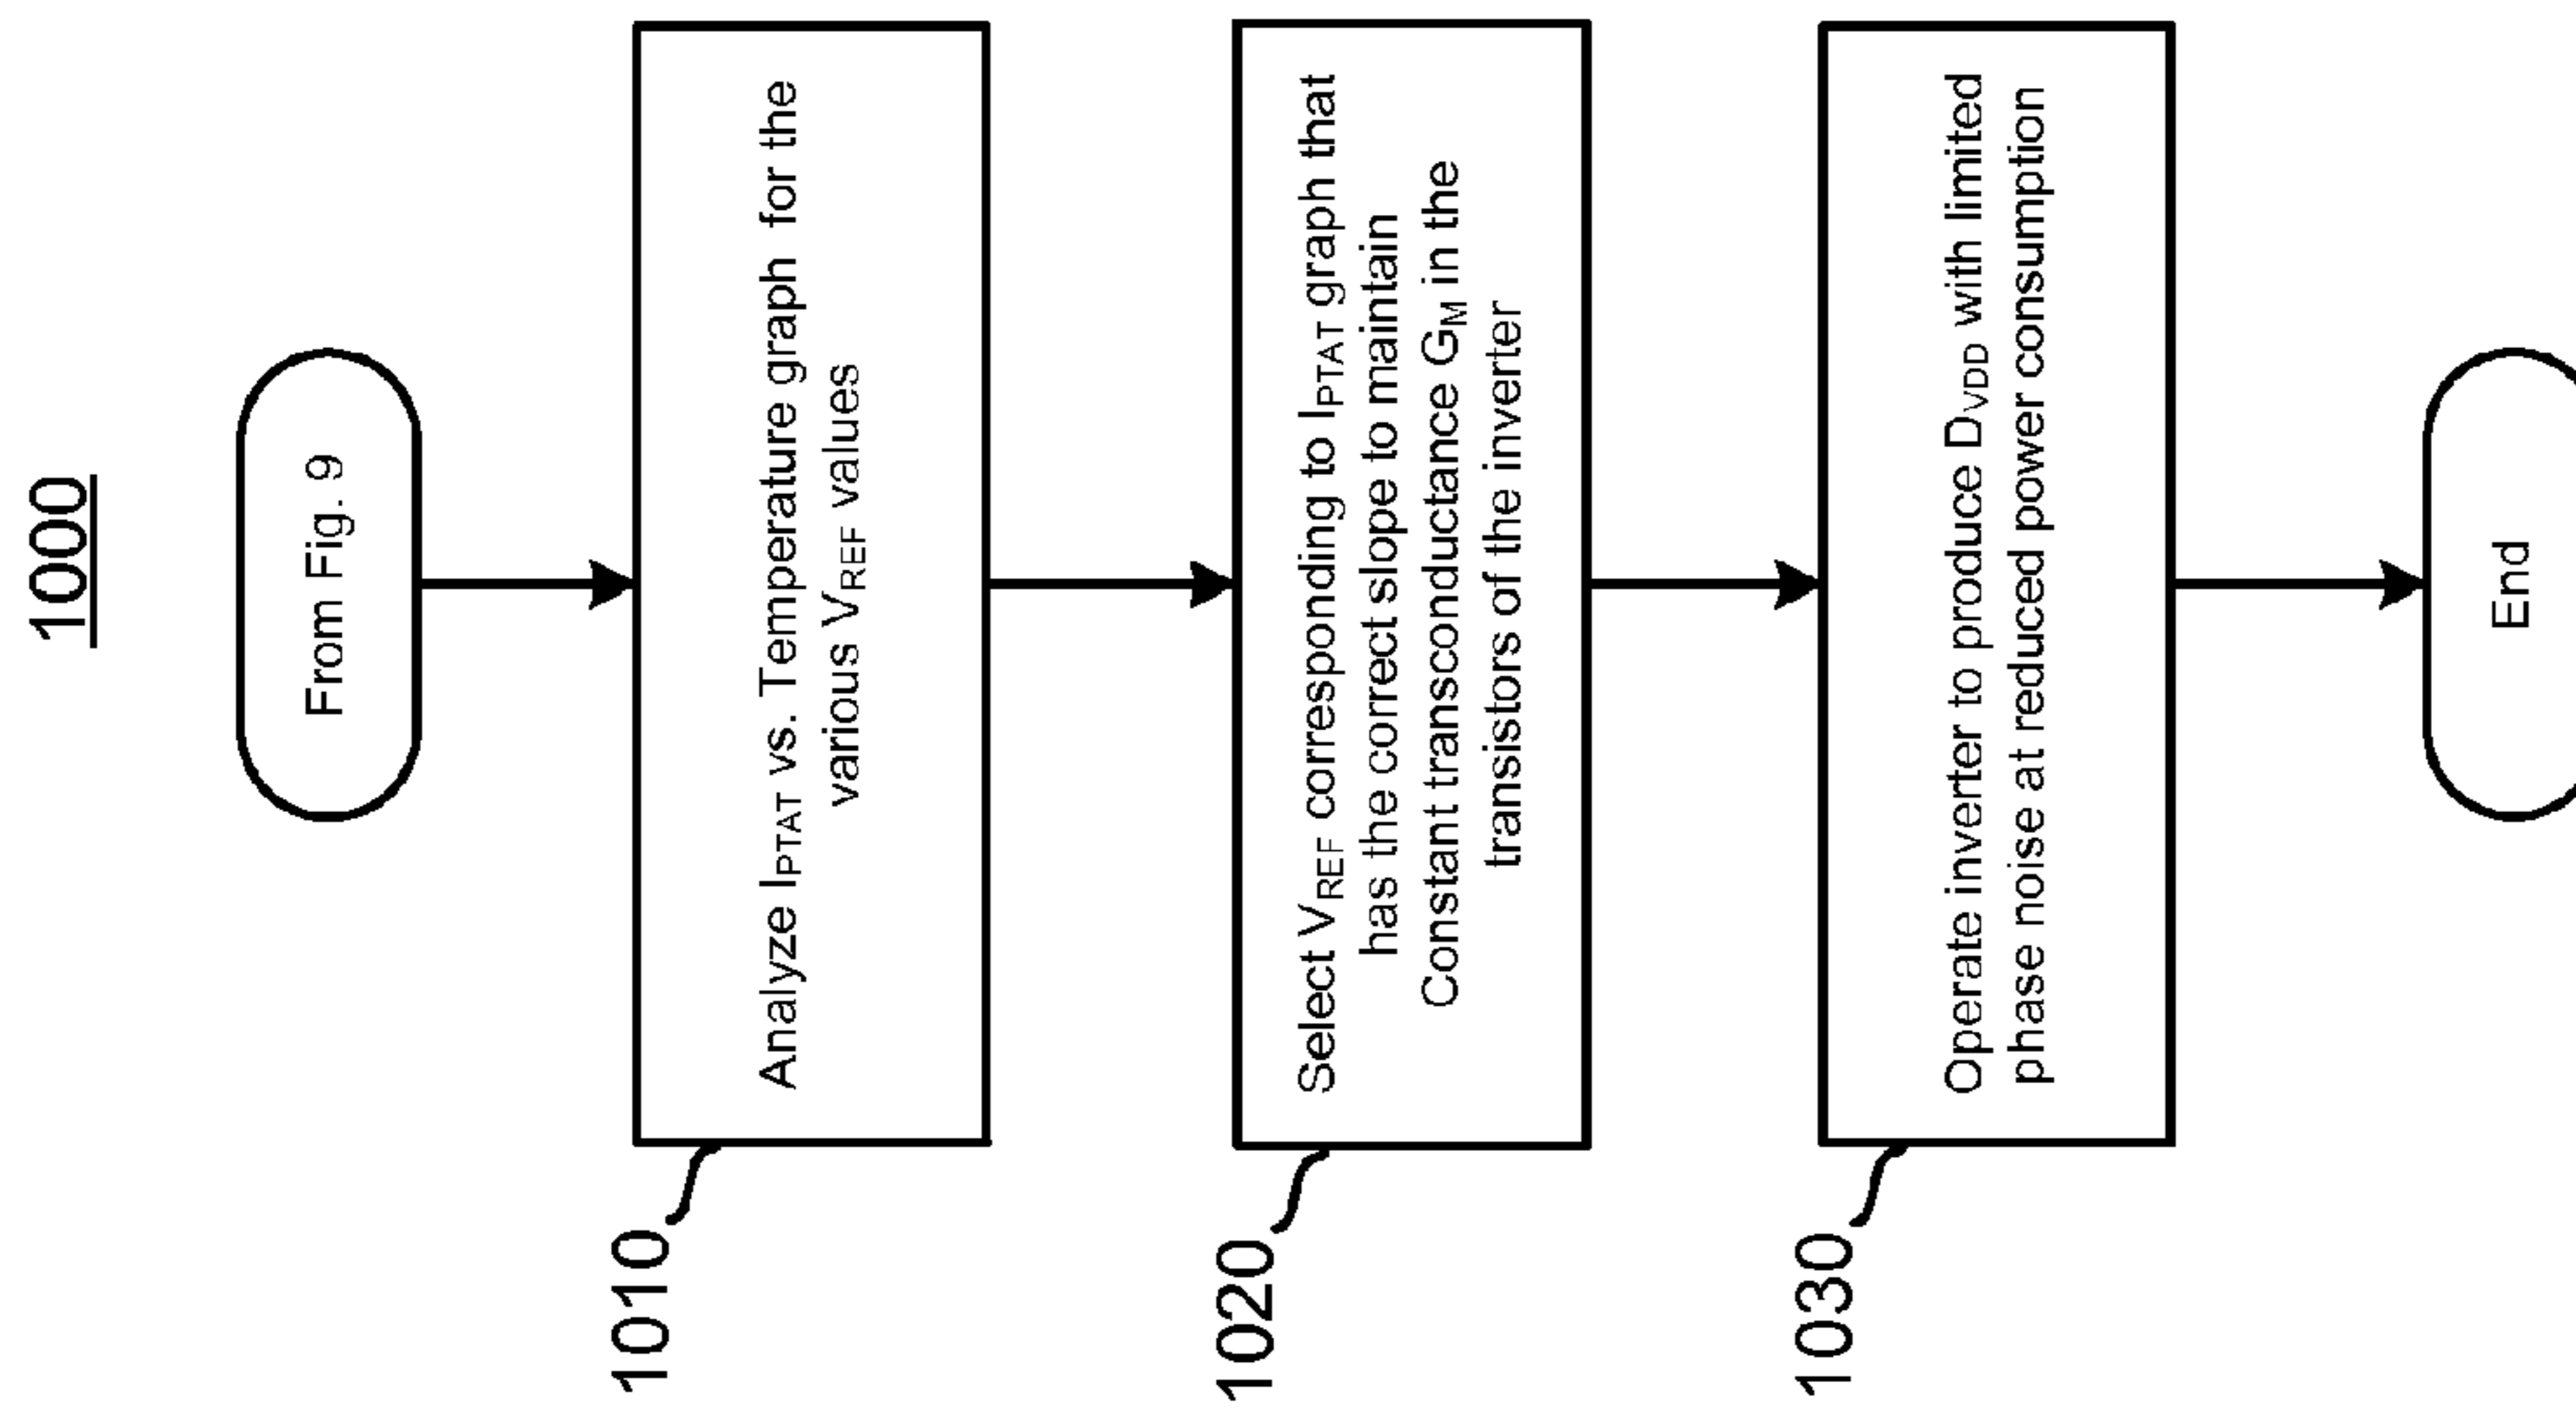 1000
From Fig. 9
1010
Analyze IPTAT vs. Temperature graph for the
various VREF values
1020
Select VREF corresponding to IPTAT graph that
has the correct slope to maintain
Constant transconductance GM in the
transistors of the inverter
1030
Operate inverter to produce DVDD with limited
phase noise at reduced power consumption
End